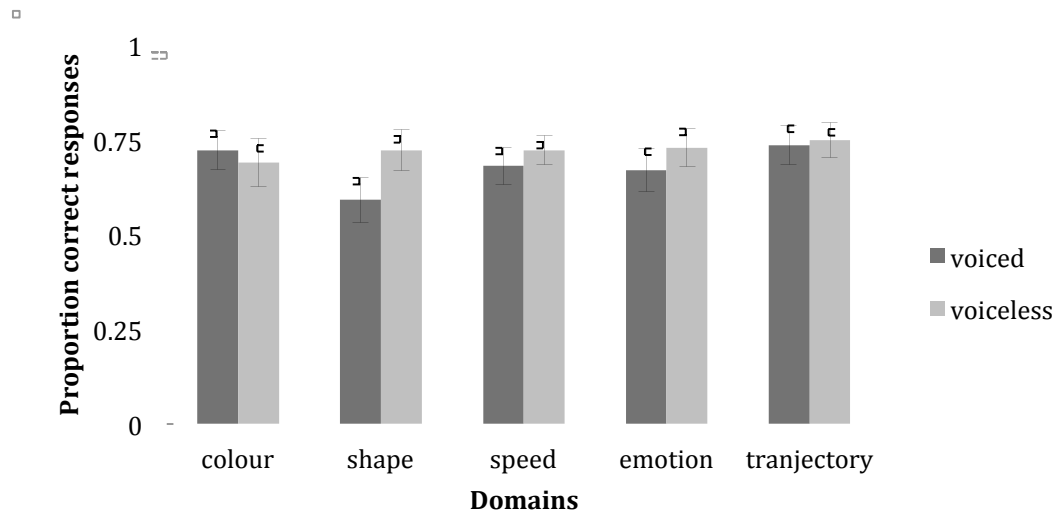 1
0.75
0.5
0.25
0
Proportion correct responses
colour shape speed emotion tranjectory
Domains
voiced
voiceless